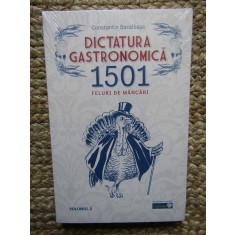 Constantin Bacalbașa
DICTATURA
GASTRONOMICĂ
1501
FELURI DE MÂNCĂRI
VOLUMUL 2